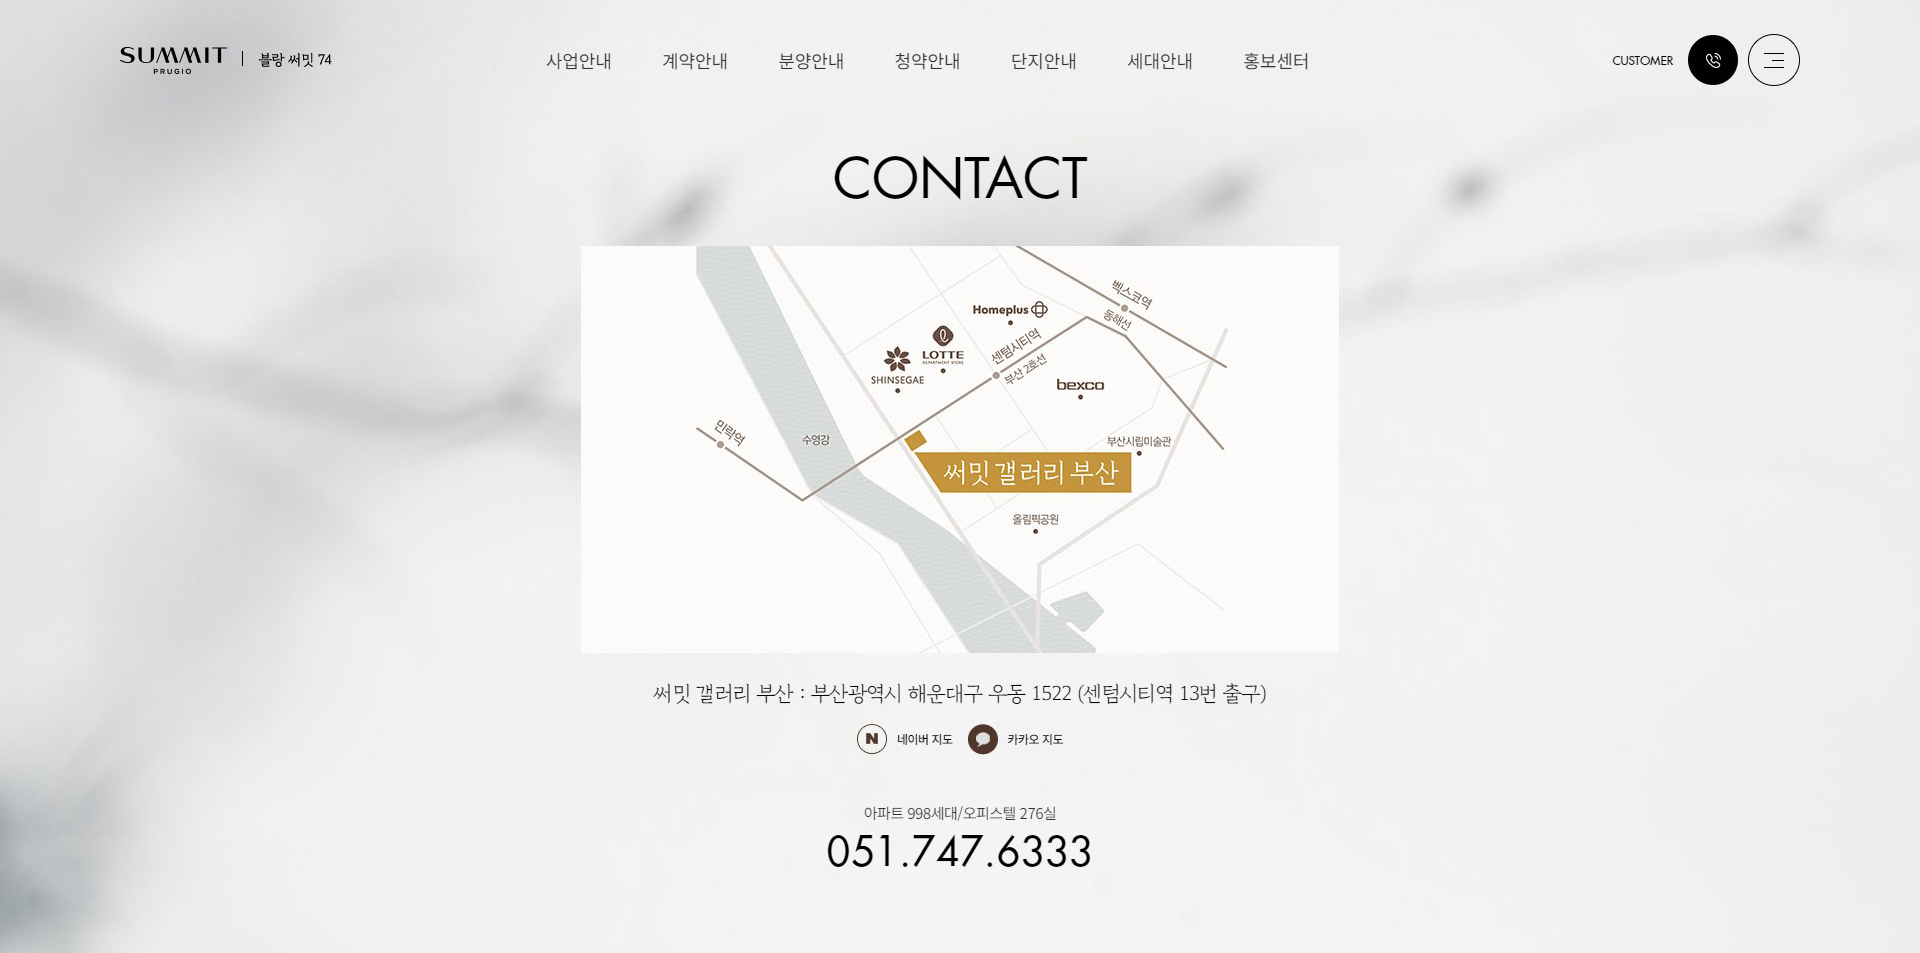 SUMMIT
PRUGIO
블랑 써밋 74
사업안내 계약안내 분양안내 청약안내 단지안내 세대안내 홍보센터
CUSTOMER
CONTACT
벡스코역
동해선
Homeplus
LOTTE
DEPARTMENT STORE
센텀시티역
부산 2호선
SHINSEGAE
bexco
민락역
수영강
부산시립미술관
써밋 갤러리 부산
올림픽공원
써밋 갤러리 부산 : 부산광역시 해운대구 우동 1522 (센텀시티역 13번 출구)
N 네이버 지도 카카오 지도
아파트 998세대/오피스텔 276실
051.747.6333